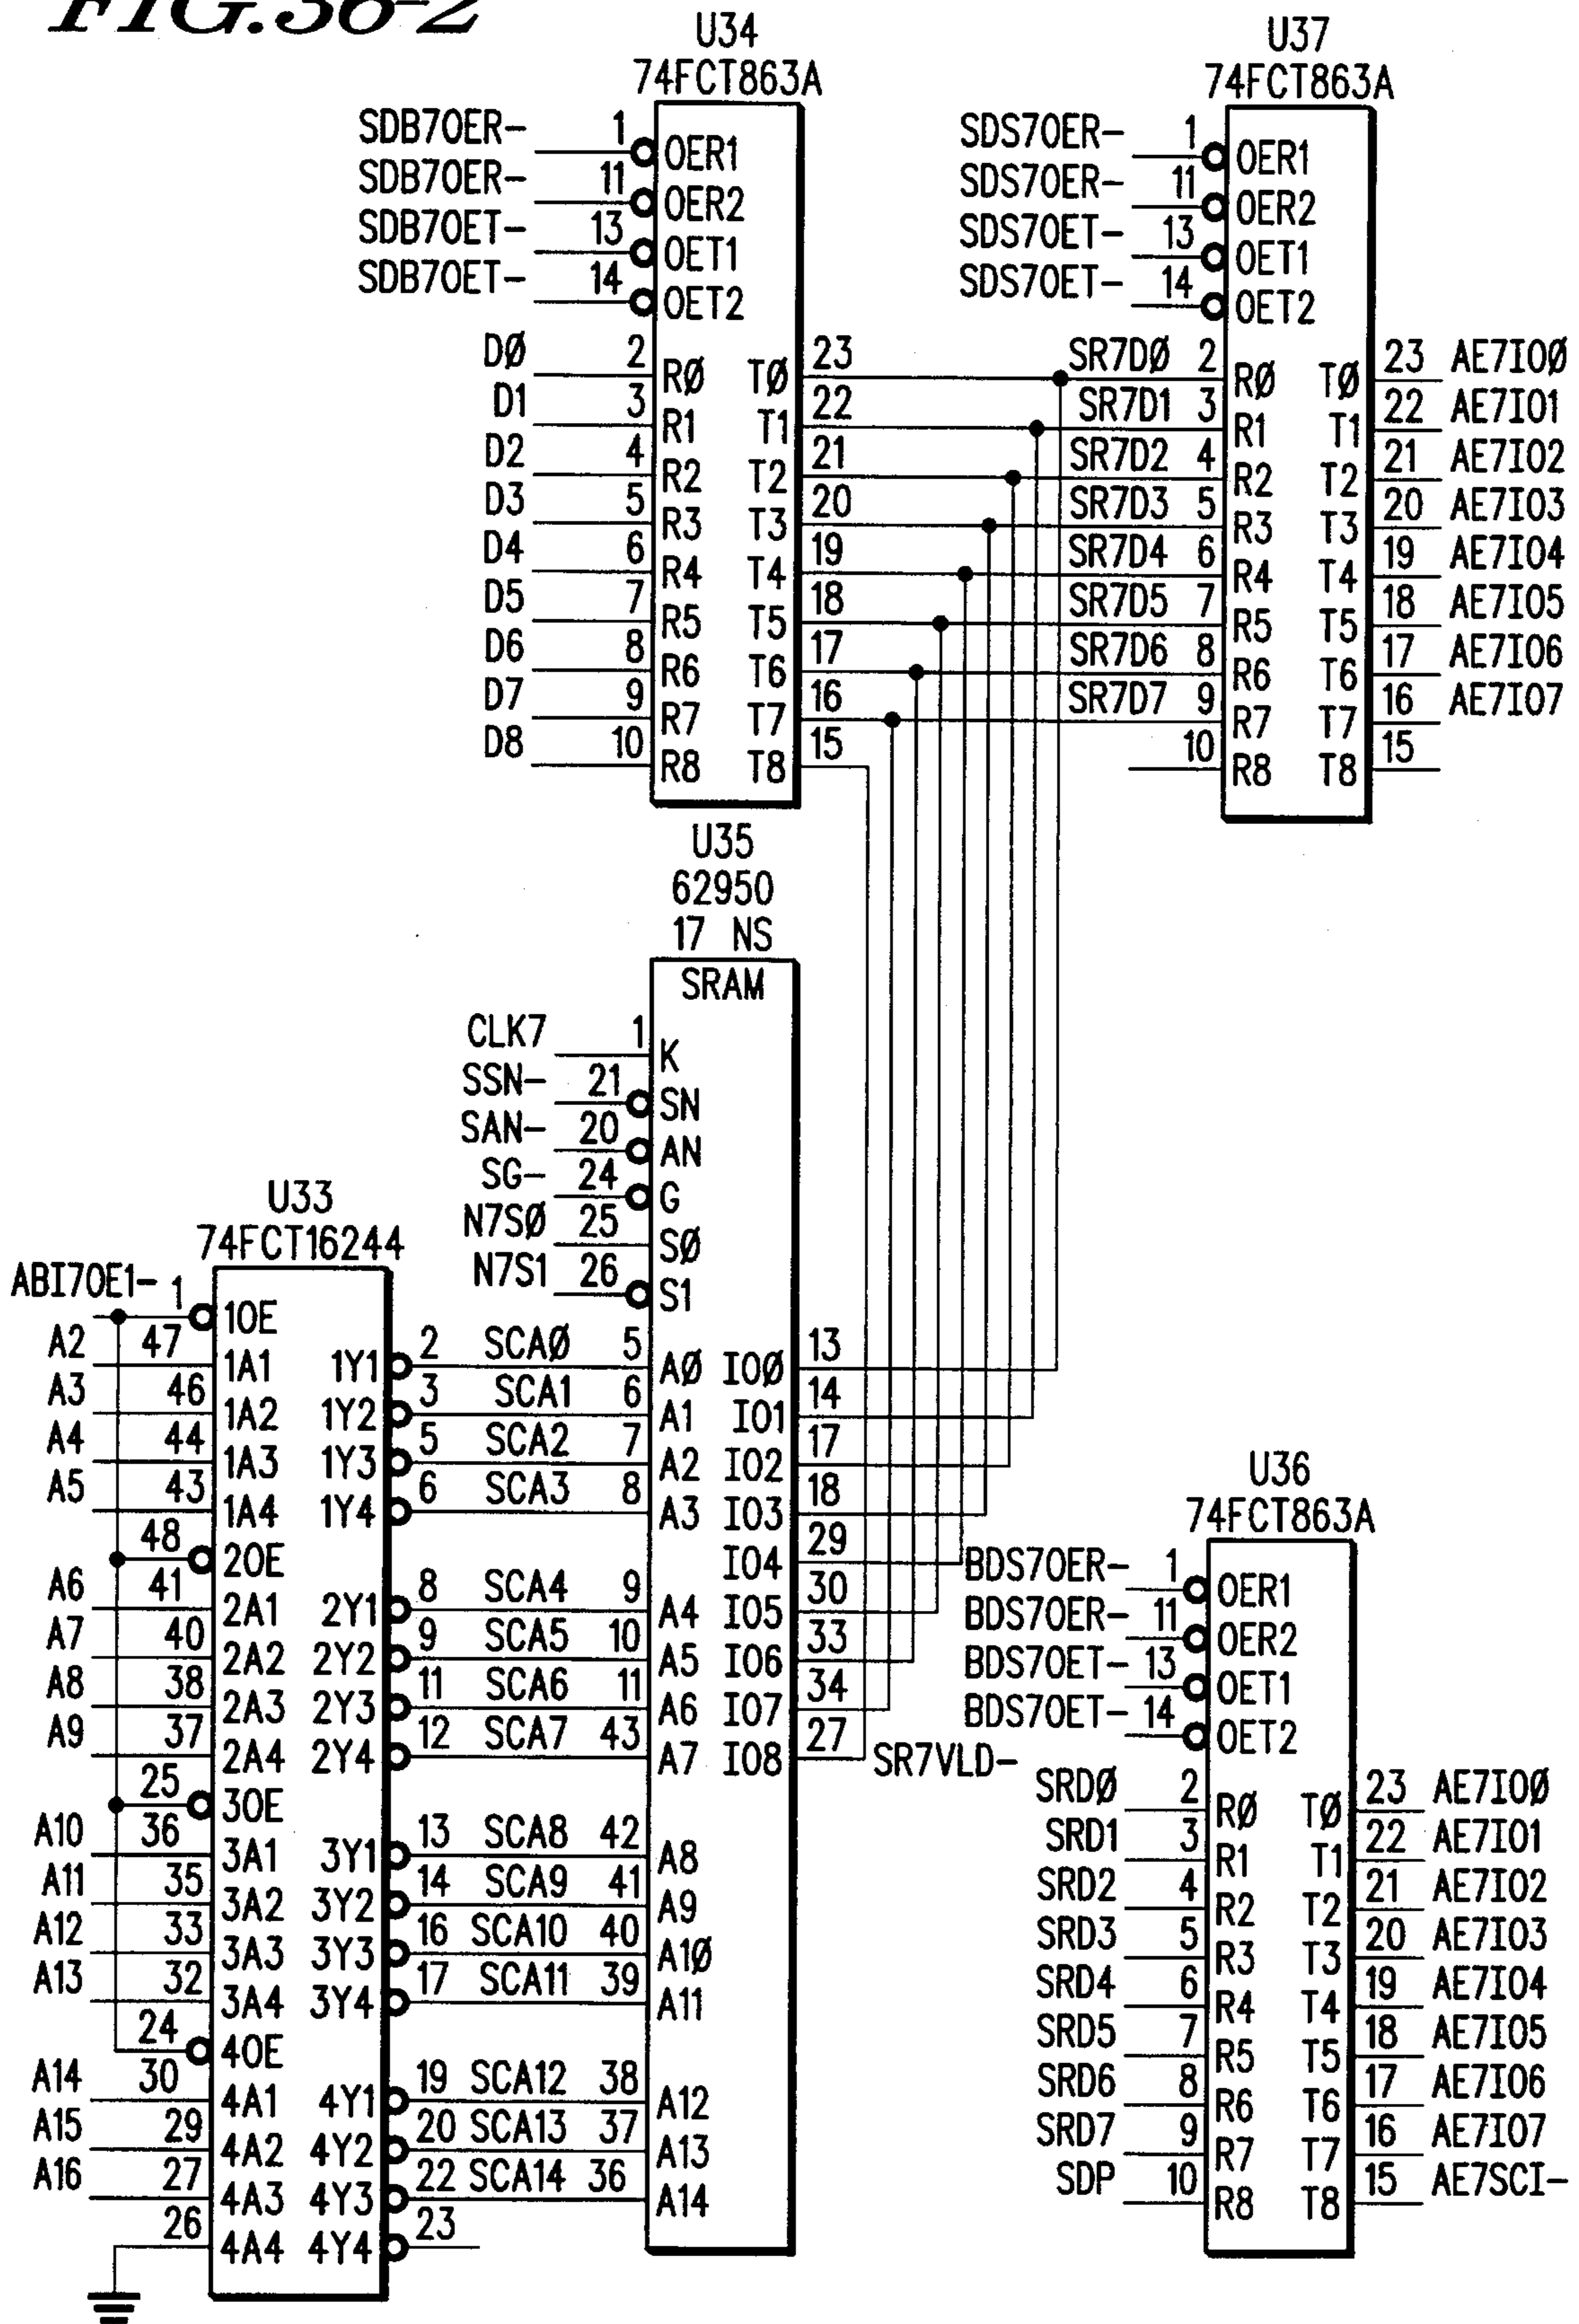 FIG.36-2
U34
74FCT863A
SDB7OER- 1 OER1
SDB7OER- 11 OER2
SDB7OET- 13 OET1
SDB7OET- 14 OET2
DØ 2 RØ TØ 23
D1 3 R1 T1 22
D2 4 R2 T2 21
D3 5 R3 T3 20
D4 6 R4 T4 19
D5 7 R5 T5 18
D6 8 R6 T6 17
D7 9 R7 T7 16
D8 10 R8 T8 15
U37
74FCT863A
SDS7OER- 1 OER1
SDS7OER- 11 OER2
SDS7OET- 13 OET1
SDS7OET- 14 OET2
SR7DØ 2 RØ TØ 23 AE7IOØ
SR7D1 3 R1 T1 22 AE7IO1
SR7D2 4 R2 T2 21 AE7IO2
SR7D3 5 R3 T3 20 AE7IO3
SR7D4 6 R4 T4 19 AE7IO4
SR7D5 7 R5 T5 18 AE7IO5
SR7D6 8 R6 T6 17 AE7IO6
SR7D7 9 R7 T7 16 AE7IO7
10 R8 T8 15
U35
62950
17 NS
SRAM
CLK7 1 K
SSN- 21 SN
SAN- 20 AN
SG- 24 G
N7SØ 25 SØ
N7S1 26 S1
U33
74FCT16244
ABI7OE1- 1 1OE
A2 47 1A1 1Y1 2 SCAØ 5 AØ IOØ 13
A3 46 1A2 1Y2 3 SCA1 6 A1 IO1 14
A4 44 1A3 1Y3 5 SCA2 7 A2 IO2 17
A5 43 1A4 1Y4 6 SCA3 8 A3 IO3 18
48 2OE IO4 29
A6 41 2A1 2Y1 8 SCA4 9 A4 IO5 30
A7 40 2A2 2Y2 9 SCA5 10 A5 IO6 33
A8 38 2A3 2Y3 11 SCA6 11 A6 IO7 34
A9 37 2A4 2Y4 12 SCA7 43 A7 IO8 27 SR7VLD-
25 3OE
A10 36 3A1 3Y1 13 SCA8 42 A8
A11 35 3A2 3Y2 14 SCA9 41 A9
A12 33 3A3 3Y3 16 SCA10 40 A1Ø
A13 32 3A4 3Y4 17 SCA11 39 A11
24 4OE
A14 30 4A1 4Y1 19 SCA12 38 A12
A15 29 4A2 4Y2 20 SCA13 37 A13
A16 27 4A3 4Y3 22 SCA14 36 A14
26 4A4 4Y4 23
U36
74FCT863A
BDS7OER- 1 OER1
BDS7OER- 11 OER2
BDS7OET- 13 OET1
BDS7OET- 14 OET2
SRDØ 2 RØ TØ 23 AE7IOØ
SRD1 3 R1 T1 22 AE7IO1
SRD2 4 R2 T2 21 AE7IO2
SRD3 5 R3 T3 20 AE7IO3
SRD4 6 R4 T4 19 AE7IO4
SRD5 7 R5 T5 18 AE7IO5
SRD6 8 R6 T6 17 AE7IO6
SRD7 9 R7 T7 16 AE7IO7
SDP 10 R8 T8 15 AE7SCI-